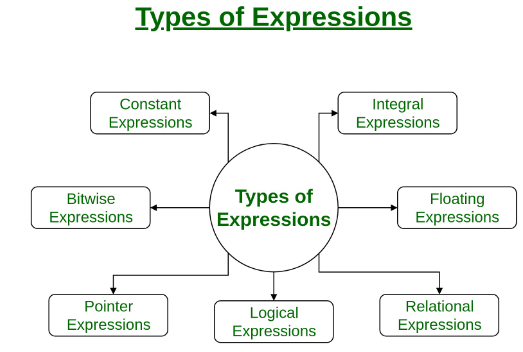 Types of Expressions
Constant
Expressions
Integral
Expressions
Bitwise
Expressions
Types of
Expressions
Floating
Expressions
Pointer
Expressions
Logical
Expressions
Relational
Expressions